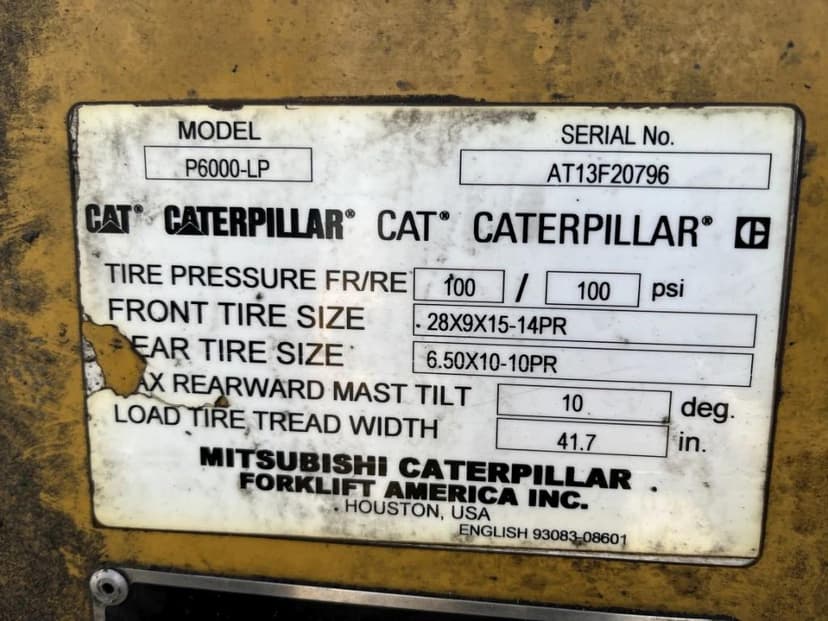 MODEL SERIAL No.
P6000-LP AT13F20796
CAT® CATERPILLAR® CAT® CATERPILLAR® C
TIRE PRESSURE FR/RE 100 / 100 psi
FRONT TIRE SIZE 28X9X15-14PR
EAR TIRE SIZE 6.50X10-10PR
AX REARWARD MAST TILT 10 deg.
LOAD TIRE TREAD WIDTH 41.7 in.
MITSUBISHI CATERPILLAR
FORKLIFT AMERICA INC.
HOUSTON, USA
ENGLISH 93083-08601